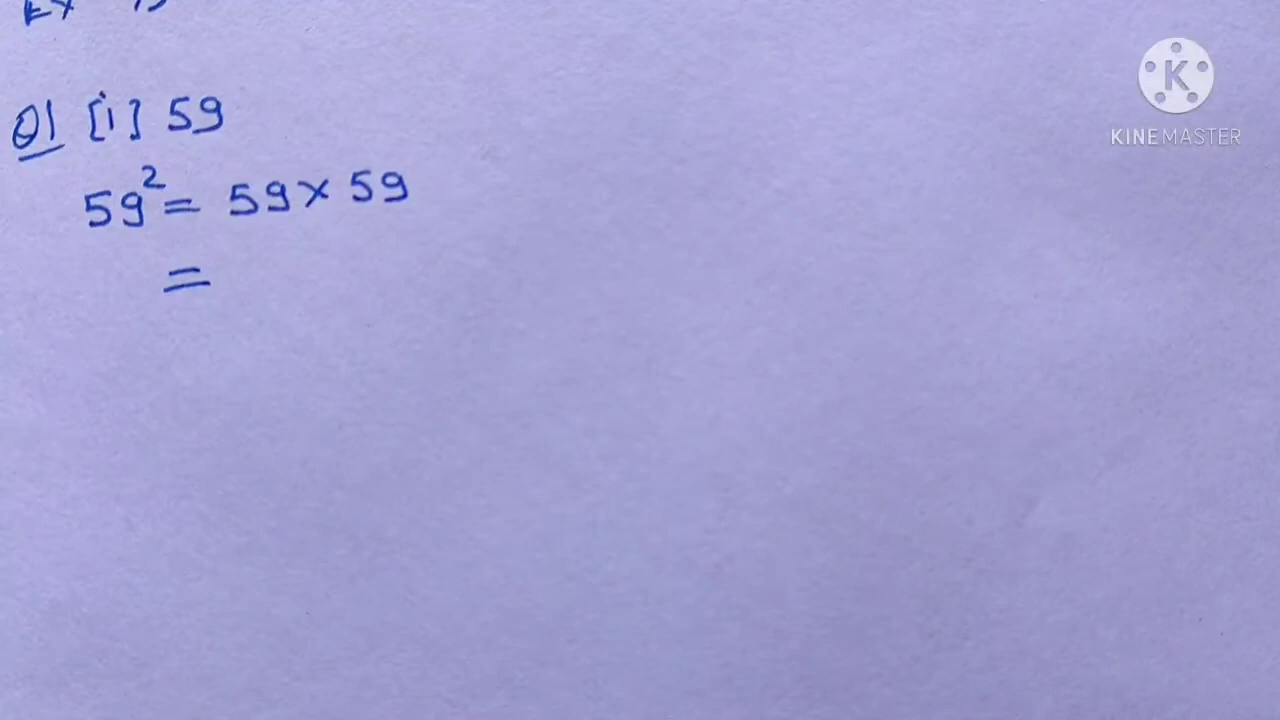 Q1 [i] 59
59² = 59 × 59
=
K
KINEMASTER